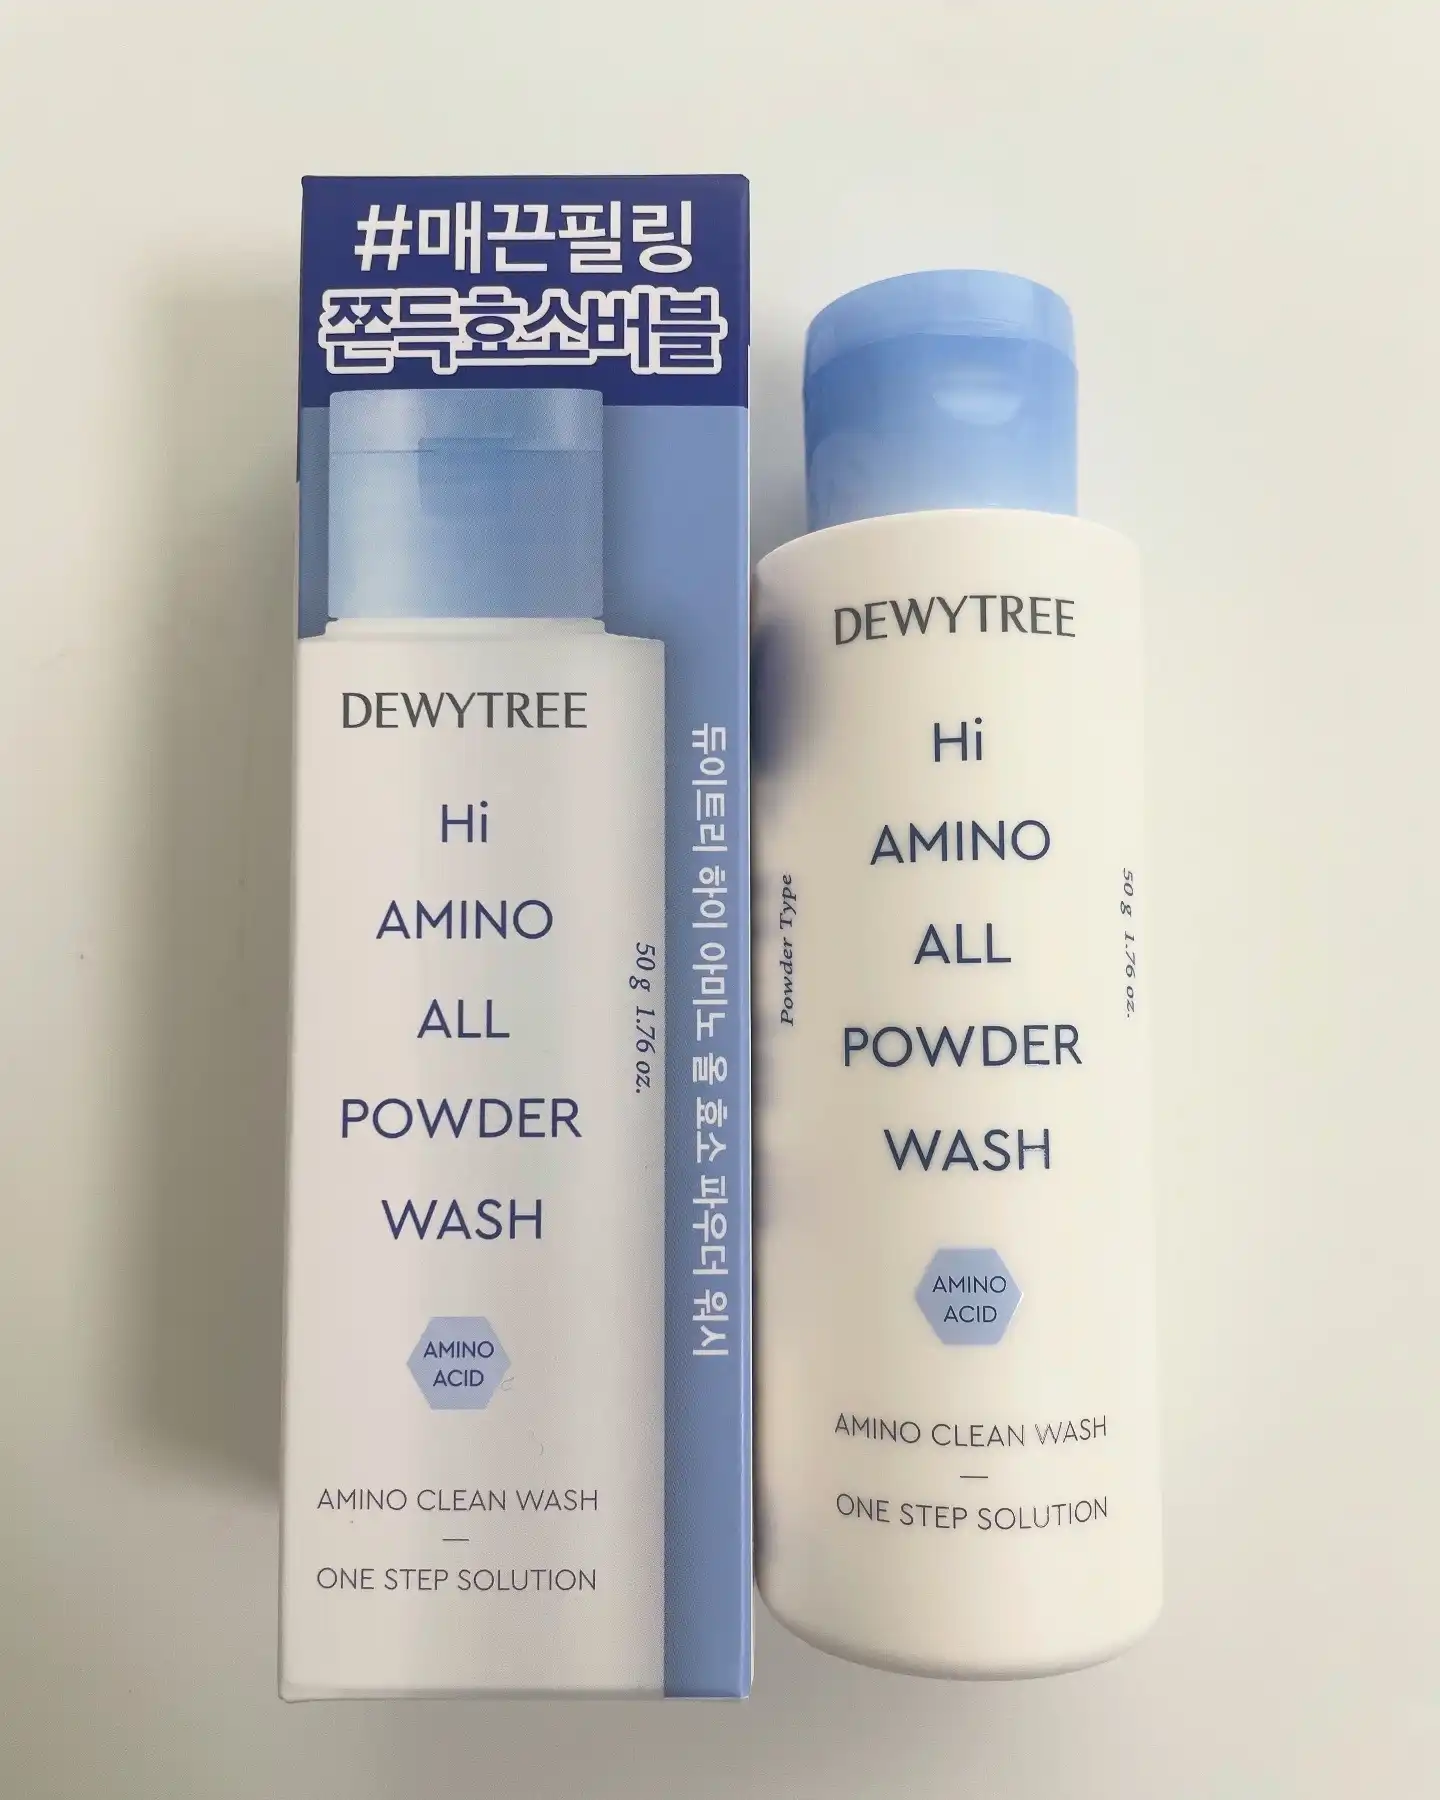 #매끈필링
쫀득효소버블
DEWYTREE
Hi
AMINO
ALL
POWDER
WASH
50 g 1.76 oz.
AMINO
ACID
AMINO CLEAN WASH
ONE STEP SOLUTION
듀이트리 하이 아미노 올 효소 파우더 워시
DEWYTREE
Hi
AMINO
ALL
POWDER
WASH
Powder Type
50 g 1.76 oz.
AMINO
ACID
AMINO CLEAN WASH
ONE STEP SOLUTION